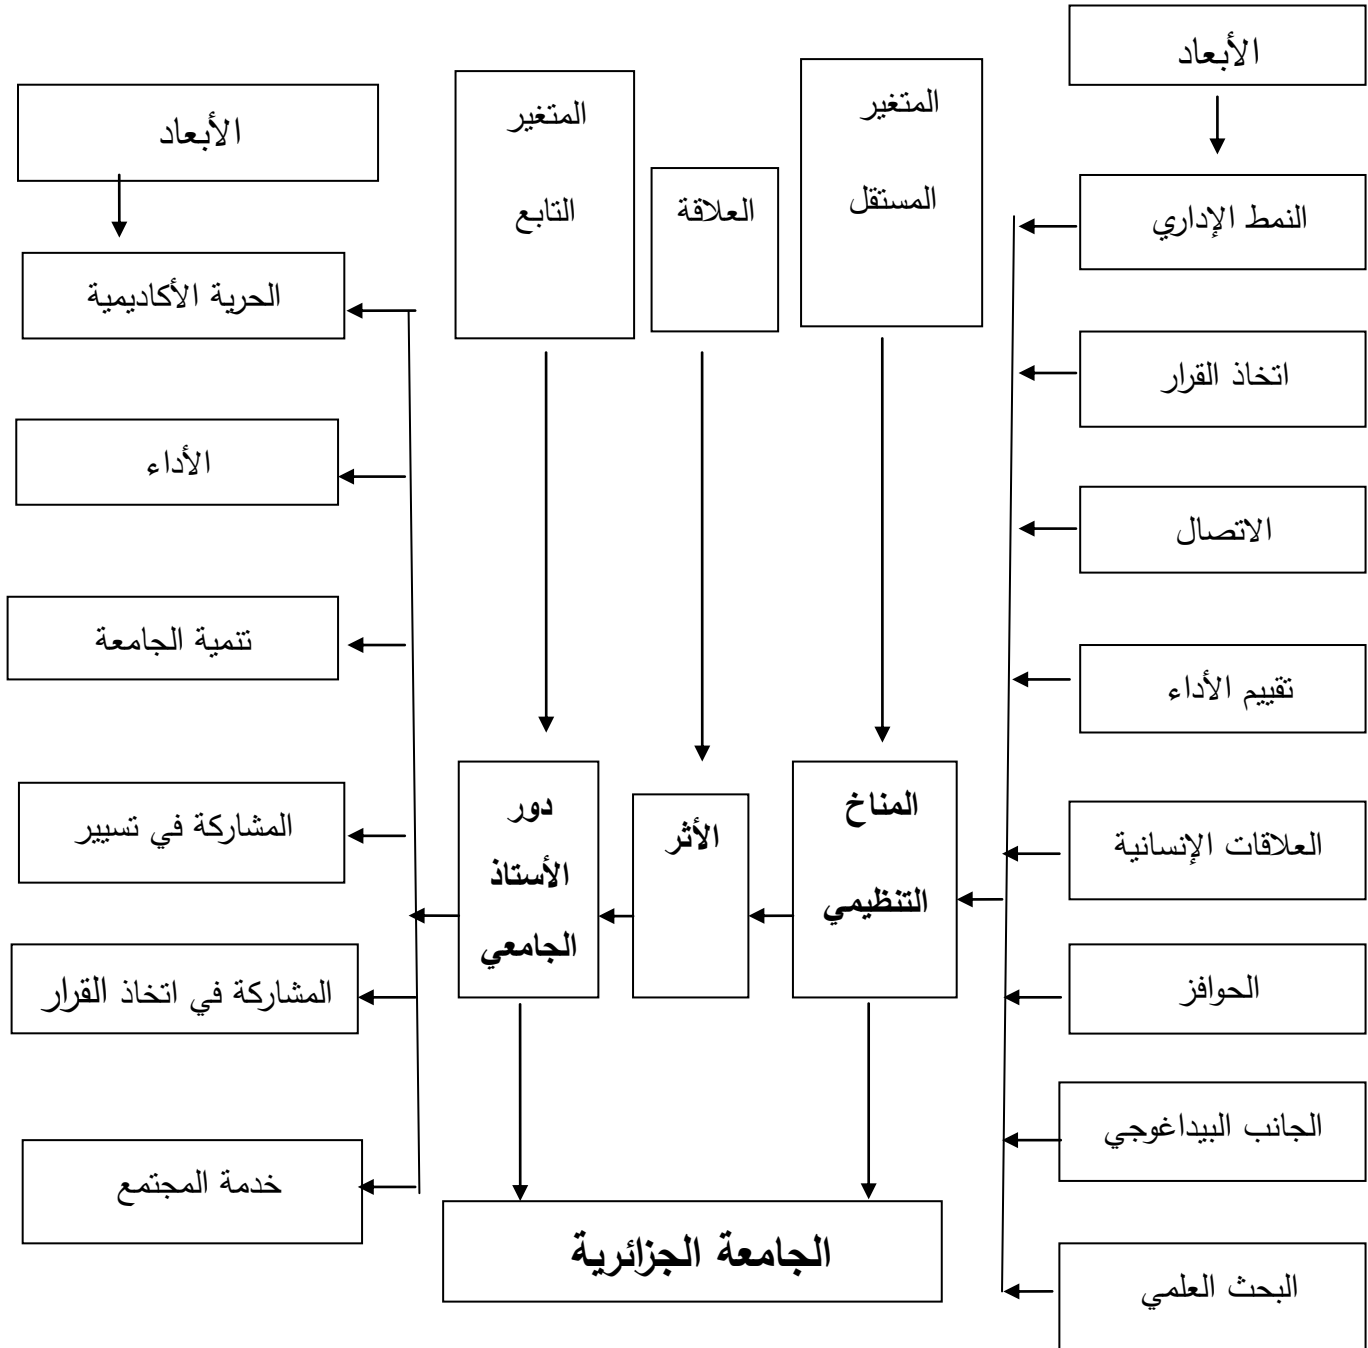 الأبعاد
النمط الإداري
اتخاذ القرار
الاتصال
تقييم الأداء
العلاقات الإنسانية
الحوافز
الجانب البيداغوجي
البحث العلمي
المتغير
المستقل
المناخ
التنظيمي
العلاقة
الأثر
المتغير
التابع
دور
الأستاذ
الجامعي
الجامعة الجزائرية
الأبعاد
الحرية الأكاديمية
الأداء
تنمية الجامعة
المشاركة في تسيير
المشاركة في اتخاذ القرار
خدمة المجتمع